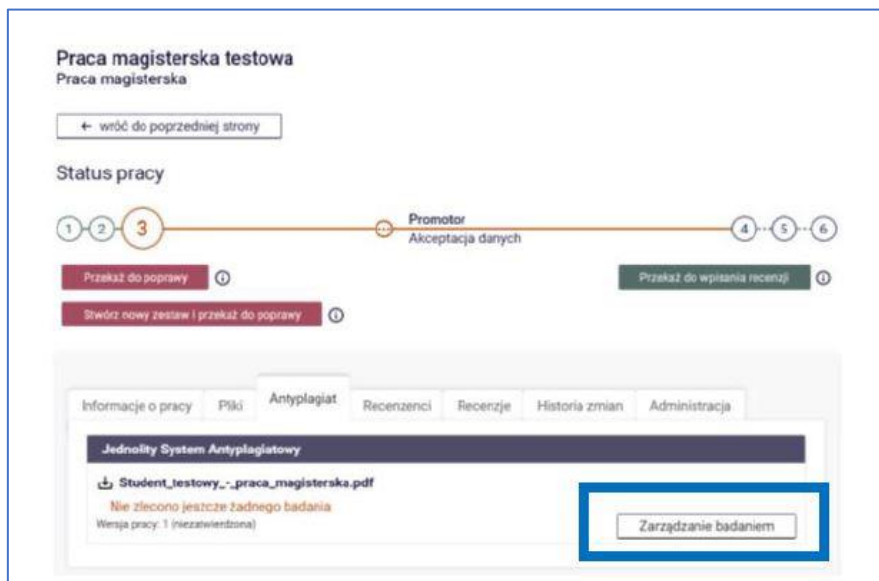 Praca magisterska testowa
Praca magisterska
← wróć do poprzedniej strony
Status pracy
1 2 3 Promotor 4 5 6
Akceptacja danych
Przekaż do poprawy
Przekaż do wpisania recenzji
Stwórz nowy zestaw i przekaż do poprawy
Informacje o pracy Pliki Antyplagiat Recenzenci Recenzje Historia zmian Administracja
Jednolity System Antyplagiatowy
Student_testowy_-_praca_magisterska.pdf
Nie zlecono jeszcze żadnego badania
Wersja pracy: 1 (niezatwierdzona)
Zarządzanie badaniem